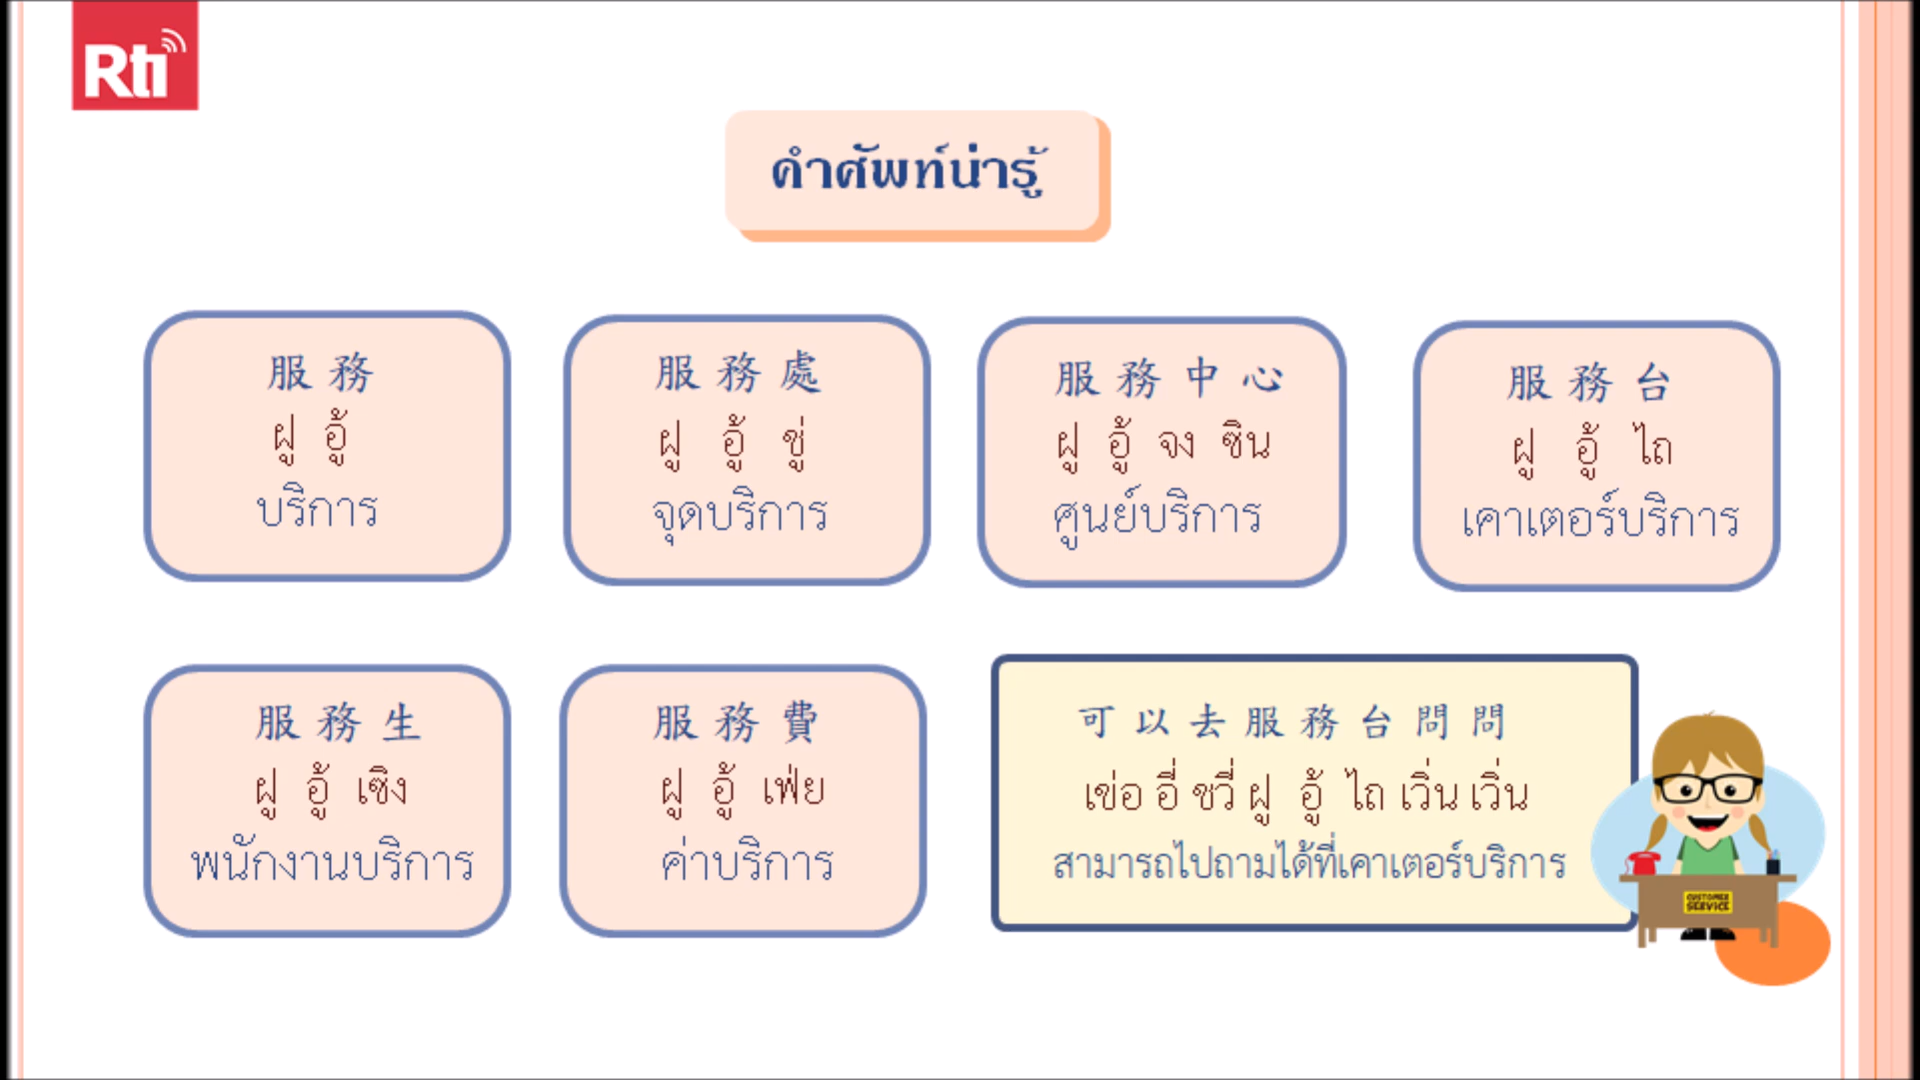 Rti
คำศัพท์น่ารู้
服務
ฝู อู้
บริการ
服務處
ฝู อู้ ชู่
จุดบริการ
服務中心
ฝู อู้ จง ซิน
ศูนย์บริการ
服務台
ฝู อู้ ไถ
เคาเตอร์บริการ
服務生
ฝู อู้ เซิง
พนักงานบริการ
服務費
ฝู อู้ เฟ่ย
ค่าบริการ
可以去服務台問問
เข่อ อี่ ชวี่ ฝู อู้ ไถ เวิ่น เวิ่น
สามารถไปถามได้ที่เคาเตอร์บริการ
CUSTOMER
SERVICE